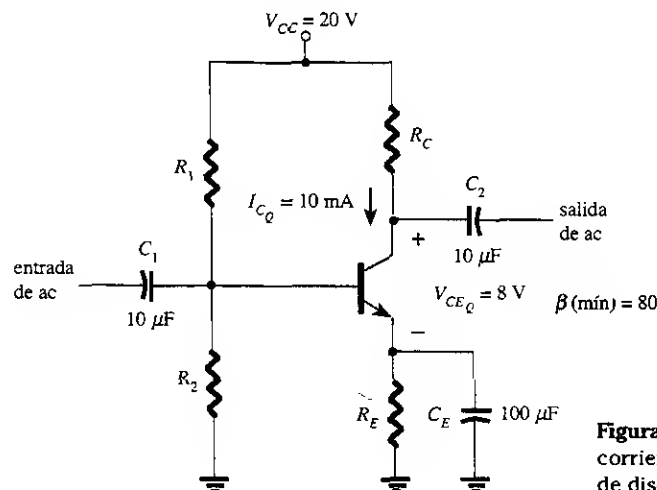 V_CC = 20 V
R_1
R_C
I_CQ = 10 mA
C_2
salida
de ac
10 μF
+
C_1
entrada
de ac
10 μF
V_CEQ = 8 V
β (mín) = 80
−
R_2
R_E
C_E
100 μF
Figura
corrie
de dis